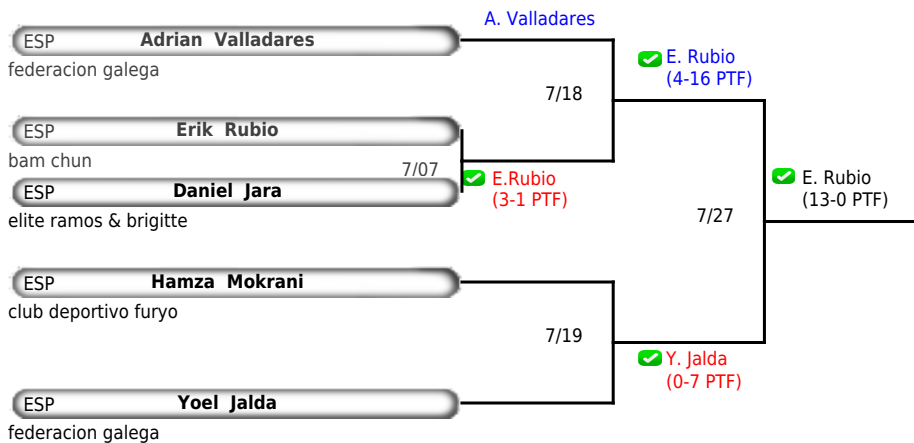 A. Valladares
ESP Adrian Valladares
federacion galega
E. Rubio
(4-16 PTF)
7/18
ESP Erik Rubio
bam chun
7/07
ESP Daniel Jara
elite ramos & brigitte
E.Rubio
(3-1 PTF)
E. Rubio
(13-0 PTF)
7/27
ESP Hamza Mokrani
club deportivo furyo
7/19
Y. Jalda
(0-7 PTF)
ESP Yoel Jalda
federacion galega